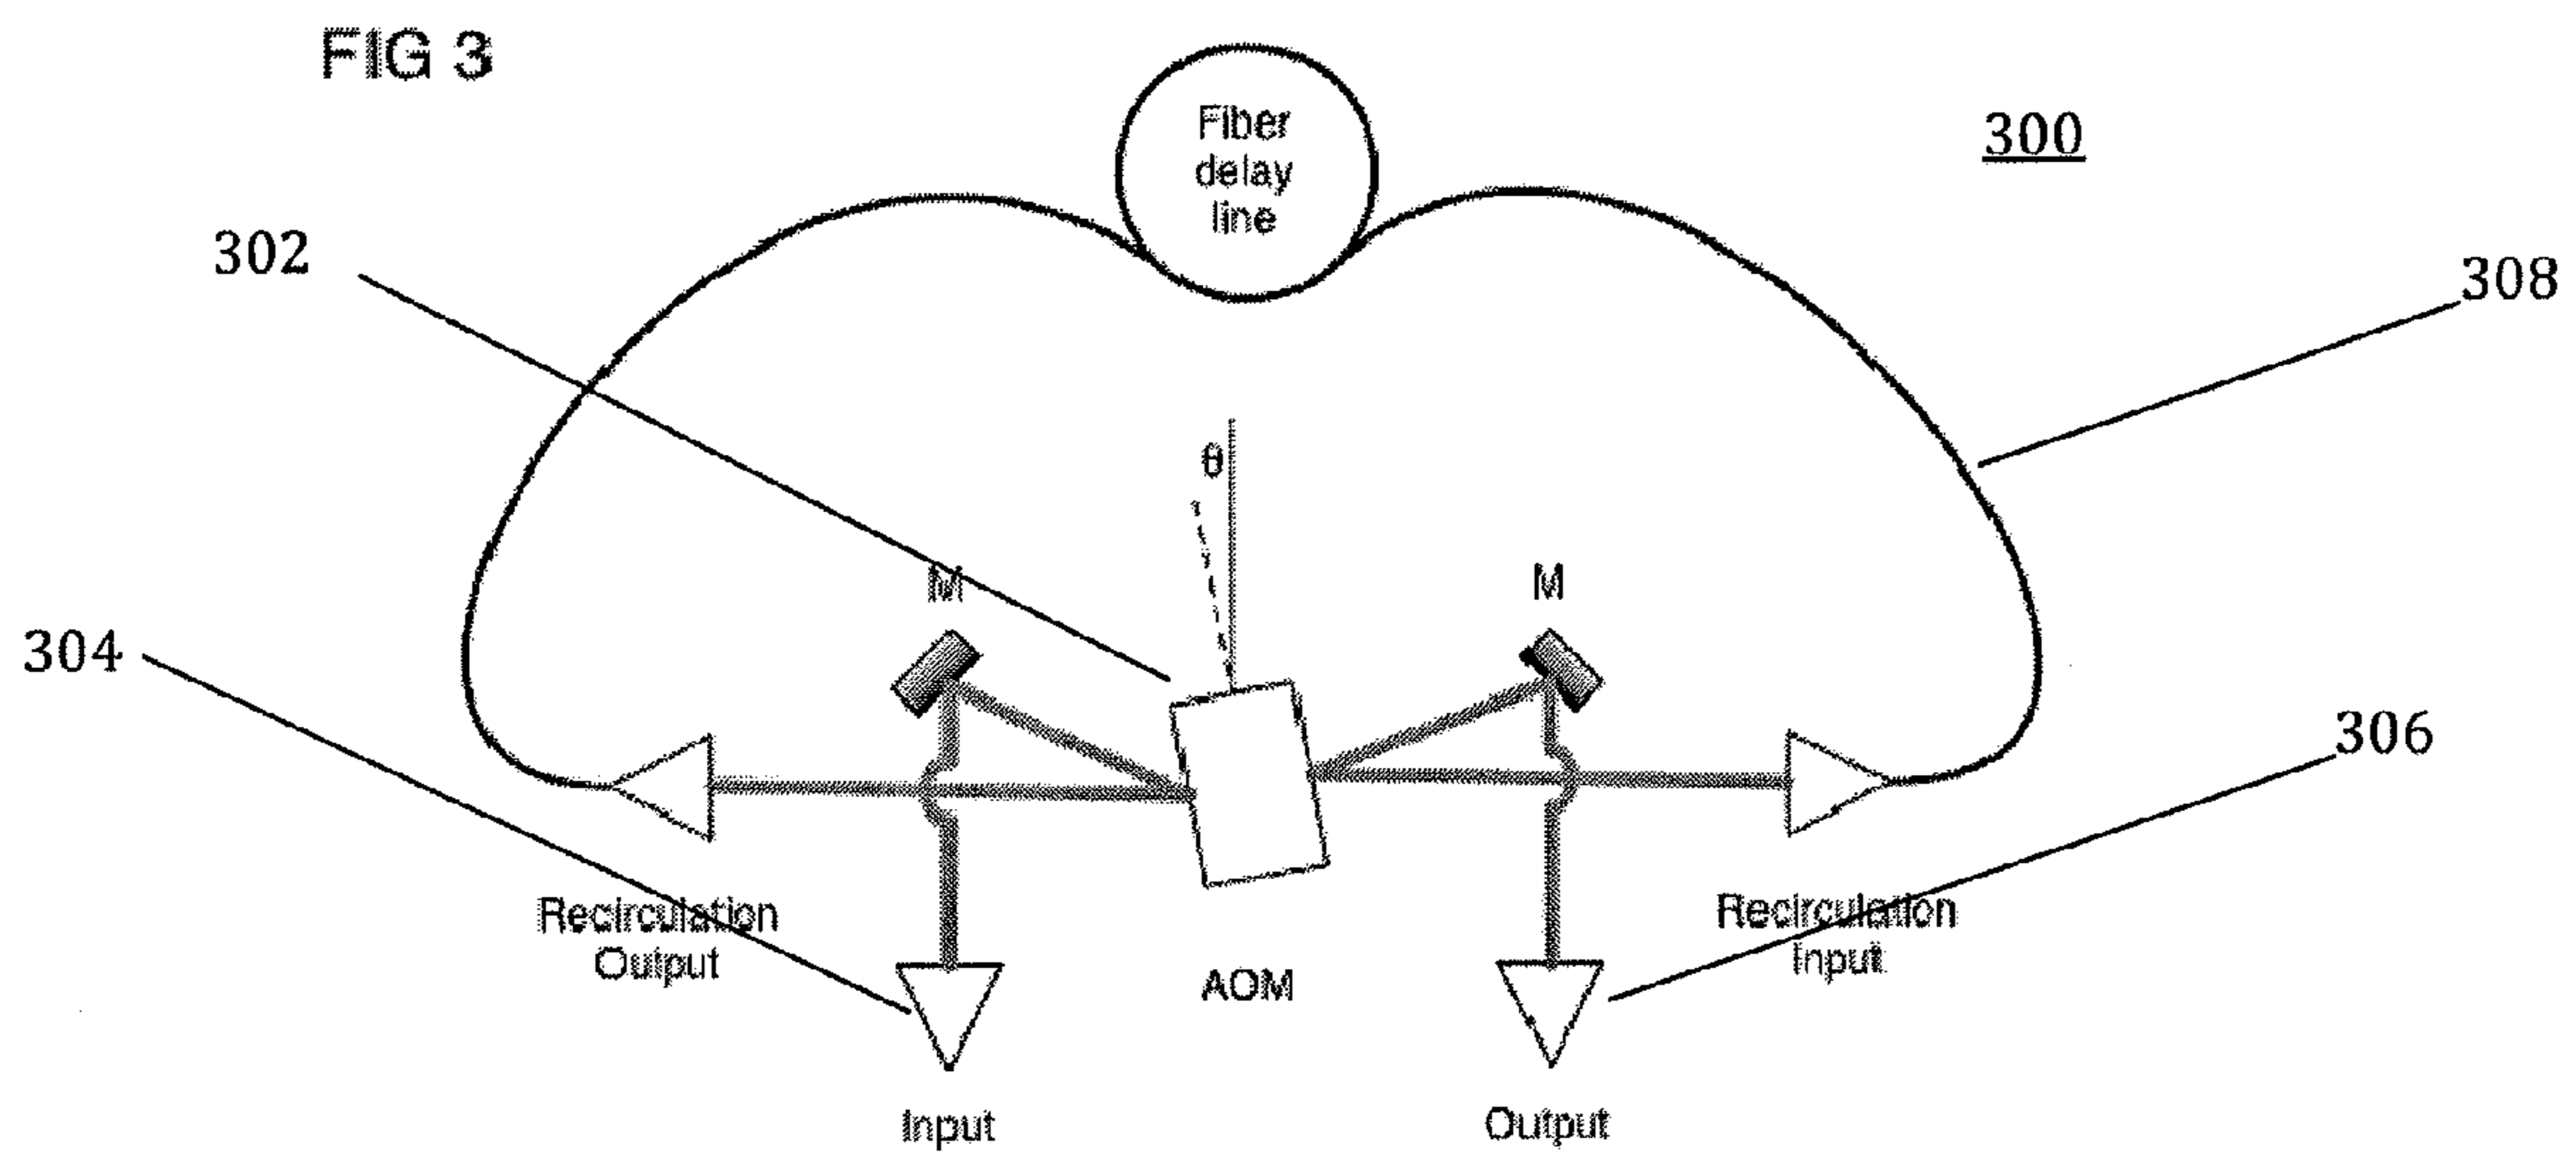 FIG 3
Fiber
delay
line
300
302
308
θ
M
M
304
306
Recirculation
Output
Recirculation
Input
AOM
Input
Output